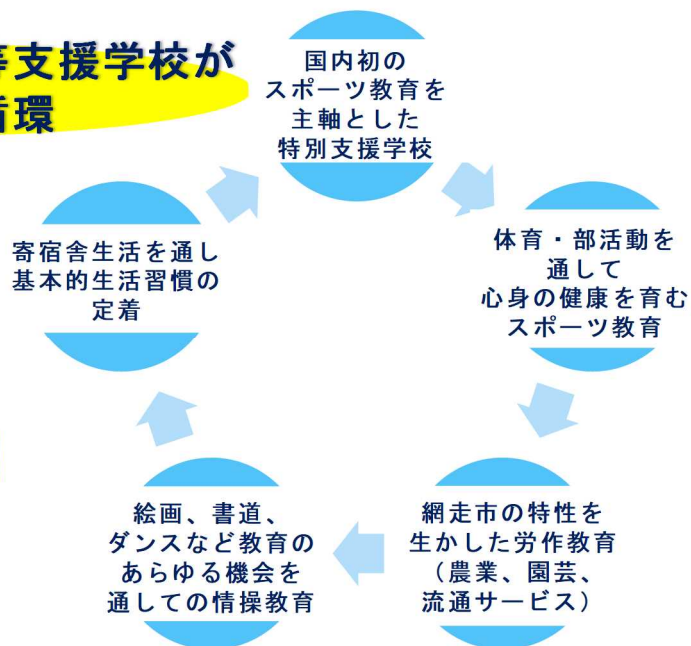 等支援学校が
循環
国内初の
スポーツ教育を
主軸とした
特別支援学校
体育・部活動を
通して
心身の健康を育む
スポーツ教育
網走市の特性を
生かした労作教育
（農業、園芸、
流通サービス）
絵画、書道、
ダンスなど教育の
あらゆる機会を
通しての情操教育
寄宿舎生活を通し
基本的生活習慣の
定着